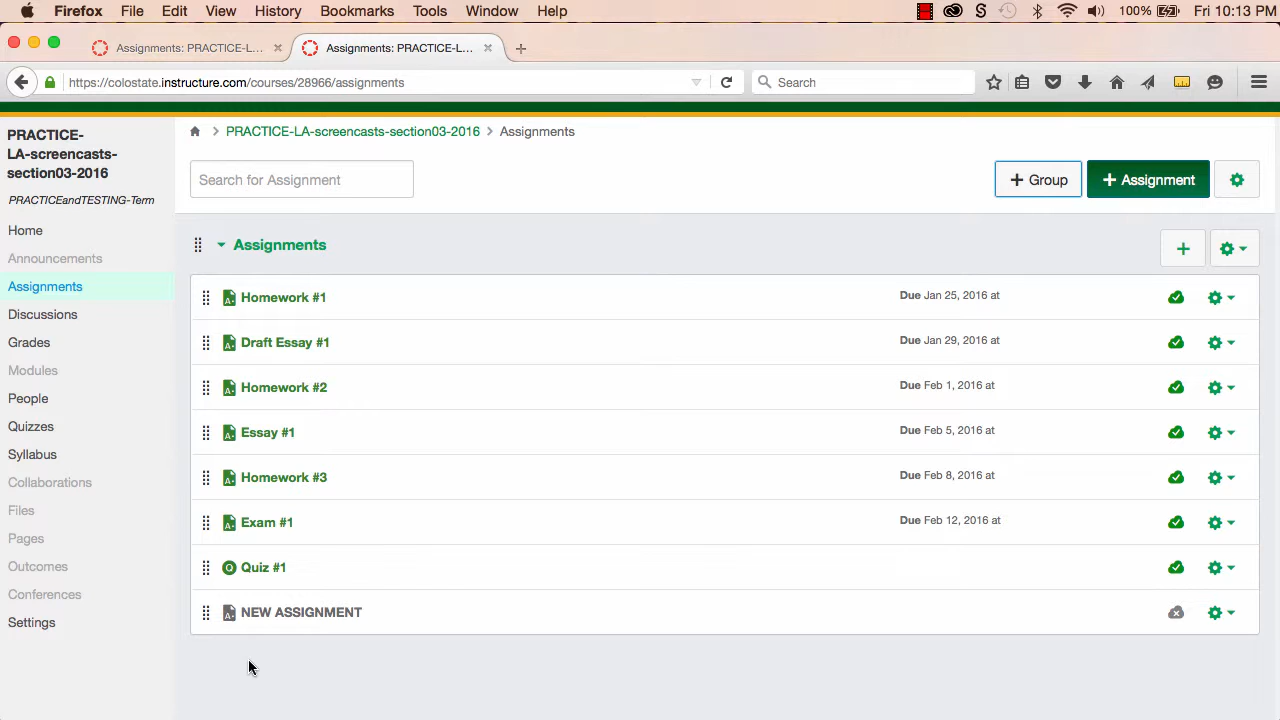 Firefox File Edit View History Bookmarks Tools Window Help 100% Fri 10:13 PM
Assignments: PRACTICE-L... Assignments: PRACTICE-L...
https://colostate.instructure.com/courses/28966/assignments Search
PRACTICE-
LA-screencasts-
section03-2016
PRACTICEandTESTING-Term
Home
Announcements
Assignments
Discussions
Grades
Modules
People
Quizzes
Syllabus
Collaborations
Files
Pages
Outcomes
Conferences
Settings
PRACTICE-LA-screencasts-section03-2016 > Assignments
Search for Assignment + Group + Assignment
Assignments
Homework #1 Due Jan 25, 2016 at
Draft Essay #1 Due Jan 29, 2016 at
Homework #2 Due Feb 1, 2016 at
Essay #1 Due Feb 5, 2016 at
Homework #3 Due Feb 8, 2016 at
Exam #1 Due Feb 12, 2016 at
Quiz #1
NEW ASSIGNMENT